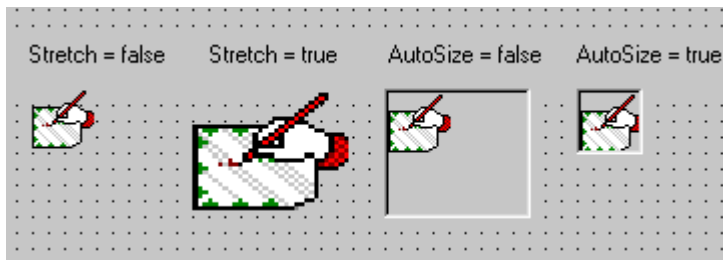 Stretch = false Stretch = true AutoSize = false AutoSize = true